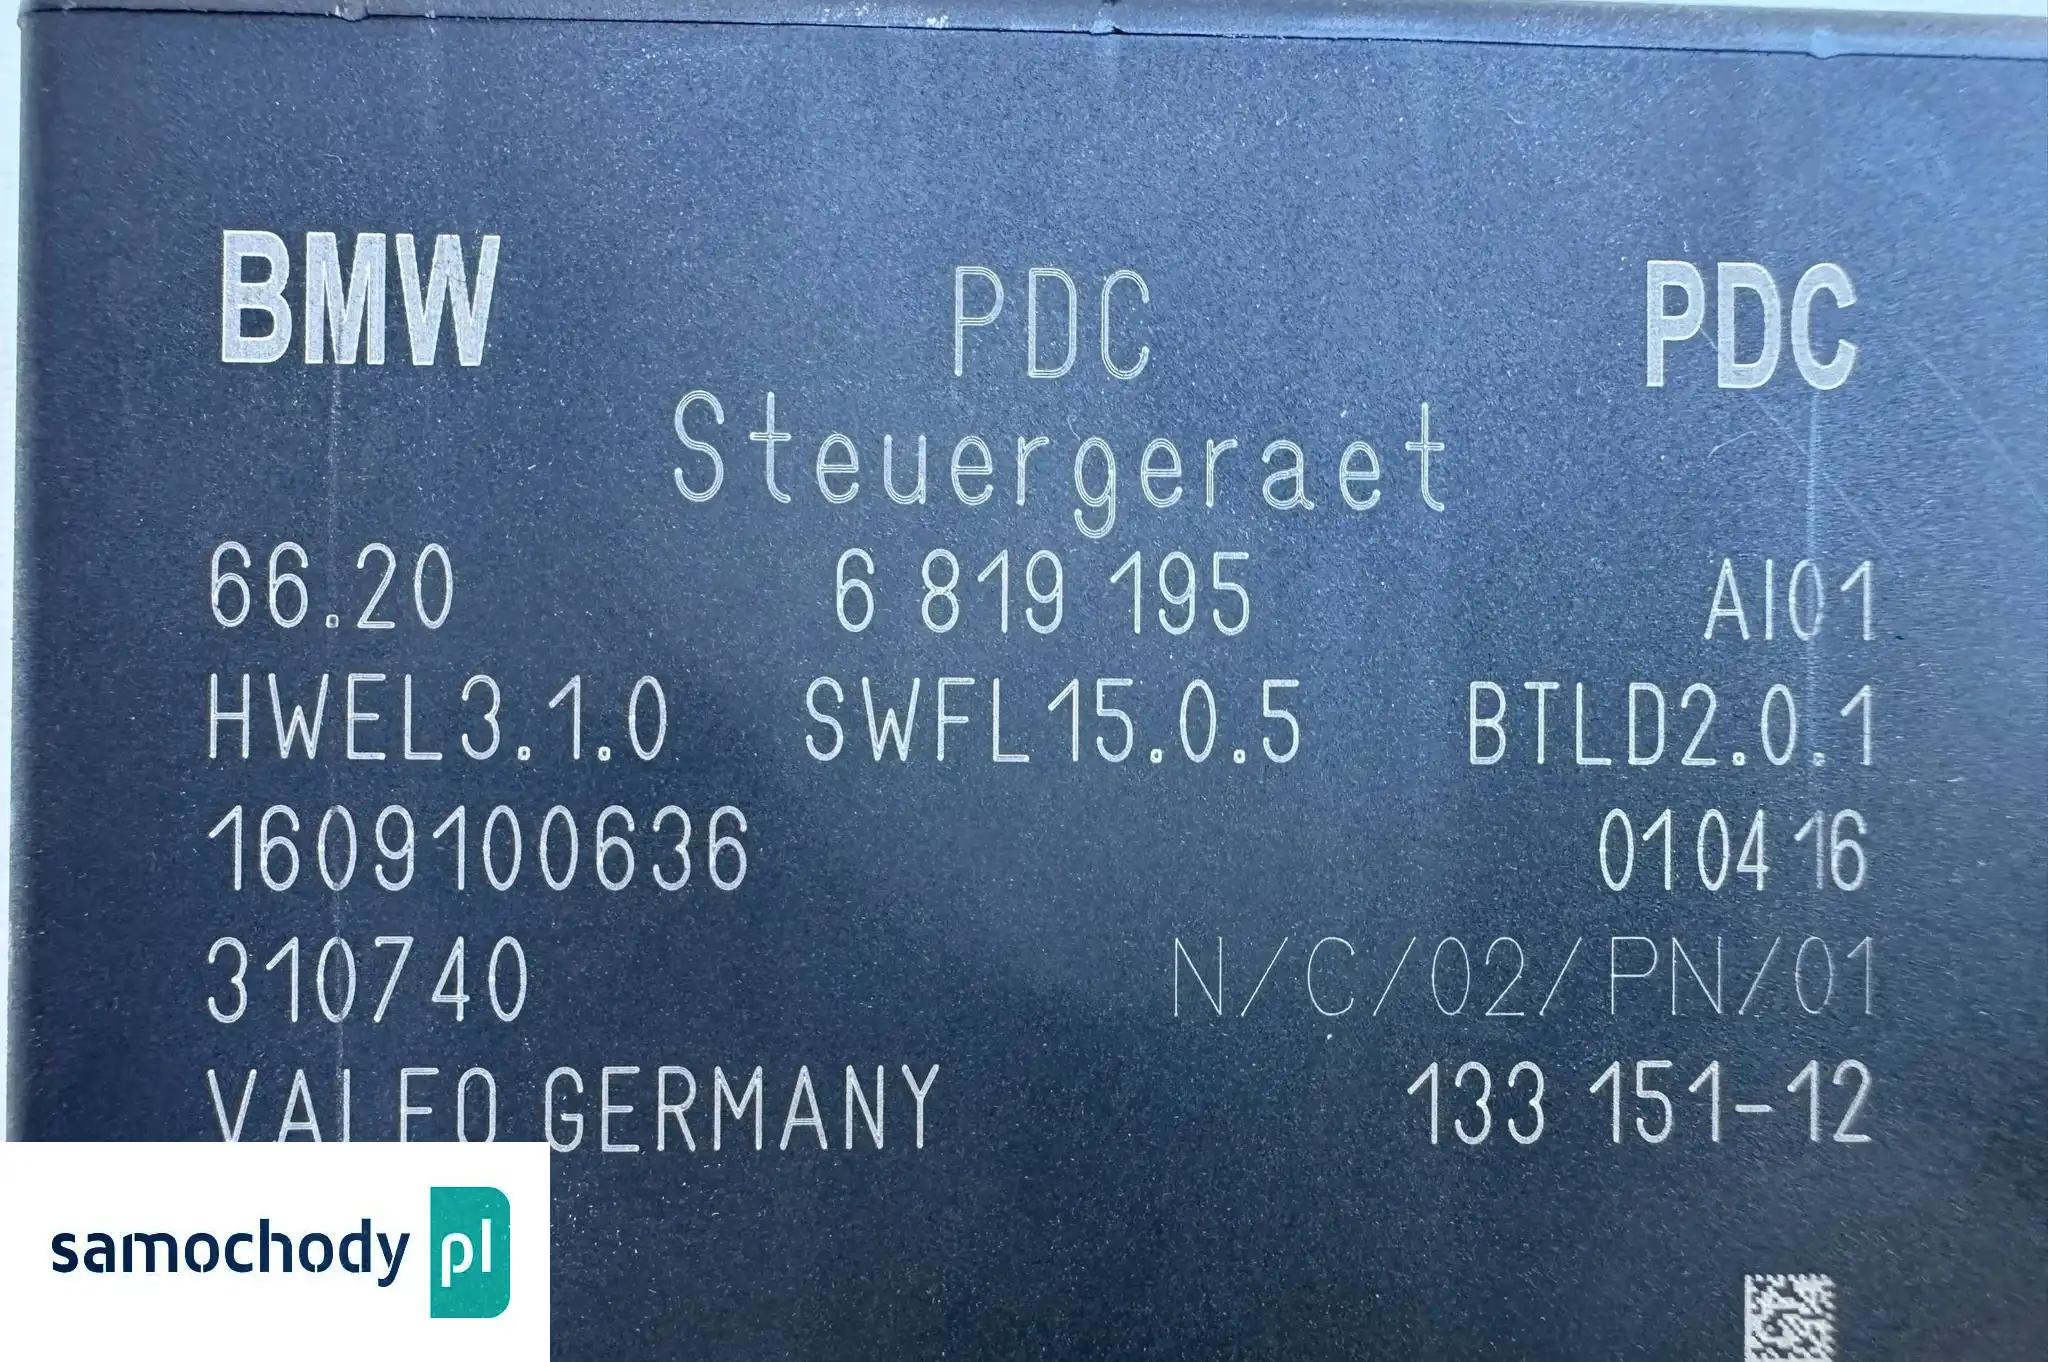 BMW PDC PDC
Steuergeraet
66.20 6 819 195 AI01
HWEL3.1.0 SWFL15.0.5 BTLD2.0.1
1609100636 010416
310740 N/C/02/PN/01
VALEO GERMANY 133 151-12
samochody pl